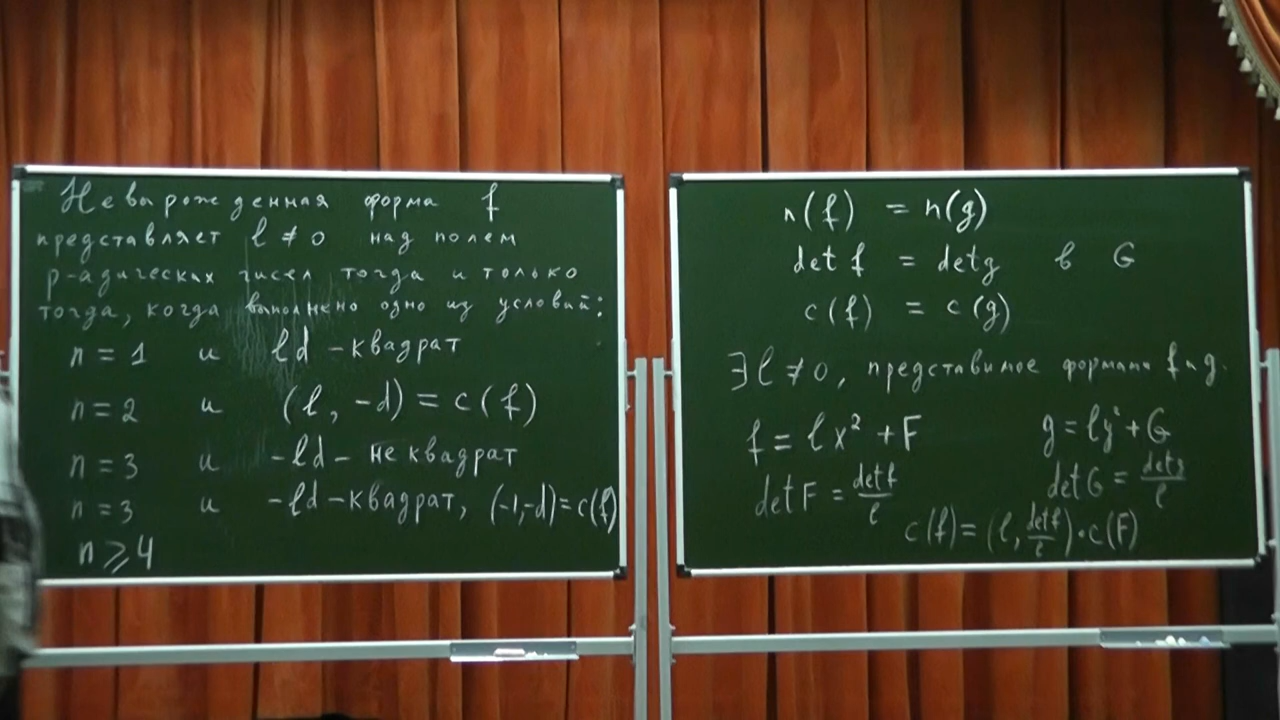 Невырожденная форма f
представляет l ≠ 0 над полем
p-адических чисел тогда и только
тогда, когда выполнено одно из условий:
n = 1 и ld – квадрат
n = 2 и (l, -d) = c(f)
n = 3 и -ld – не квадрат
n = 3 и -ld – квадрат, (-1,-d)=c(f)
n ⩾ 4
n(f) = n(g)
det f = det g в G
c(f) = c(g)
∃ l ≠ 0, представимое формами f и g.
f = lx² + F g = ly² + G
det F = det f / l det G = det g / l
c(f) = (l, det f / l) · c(F)